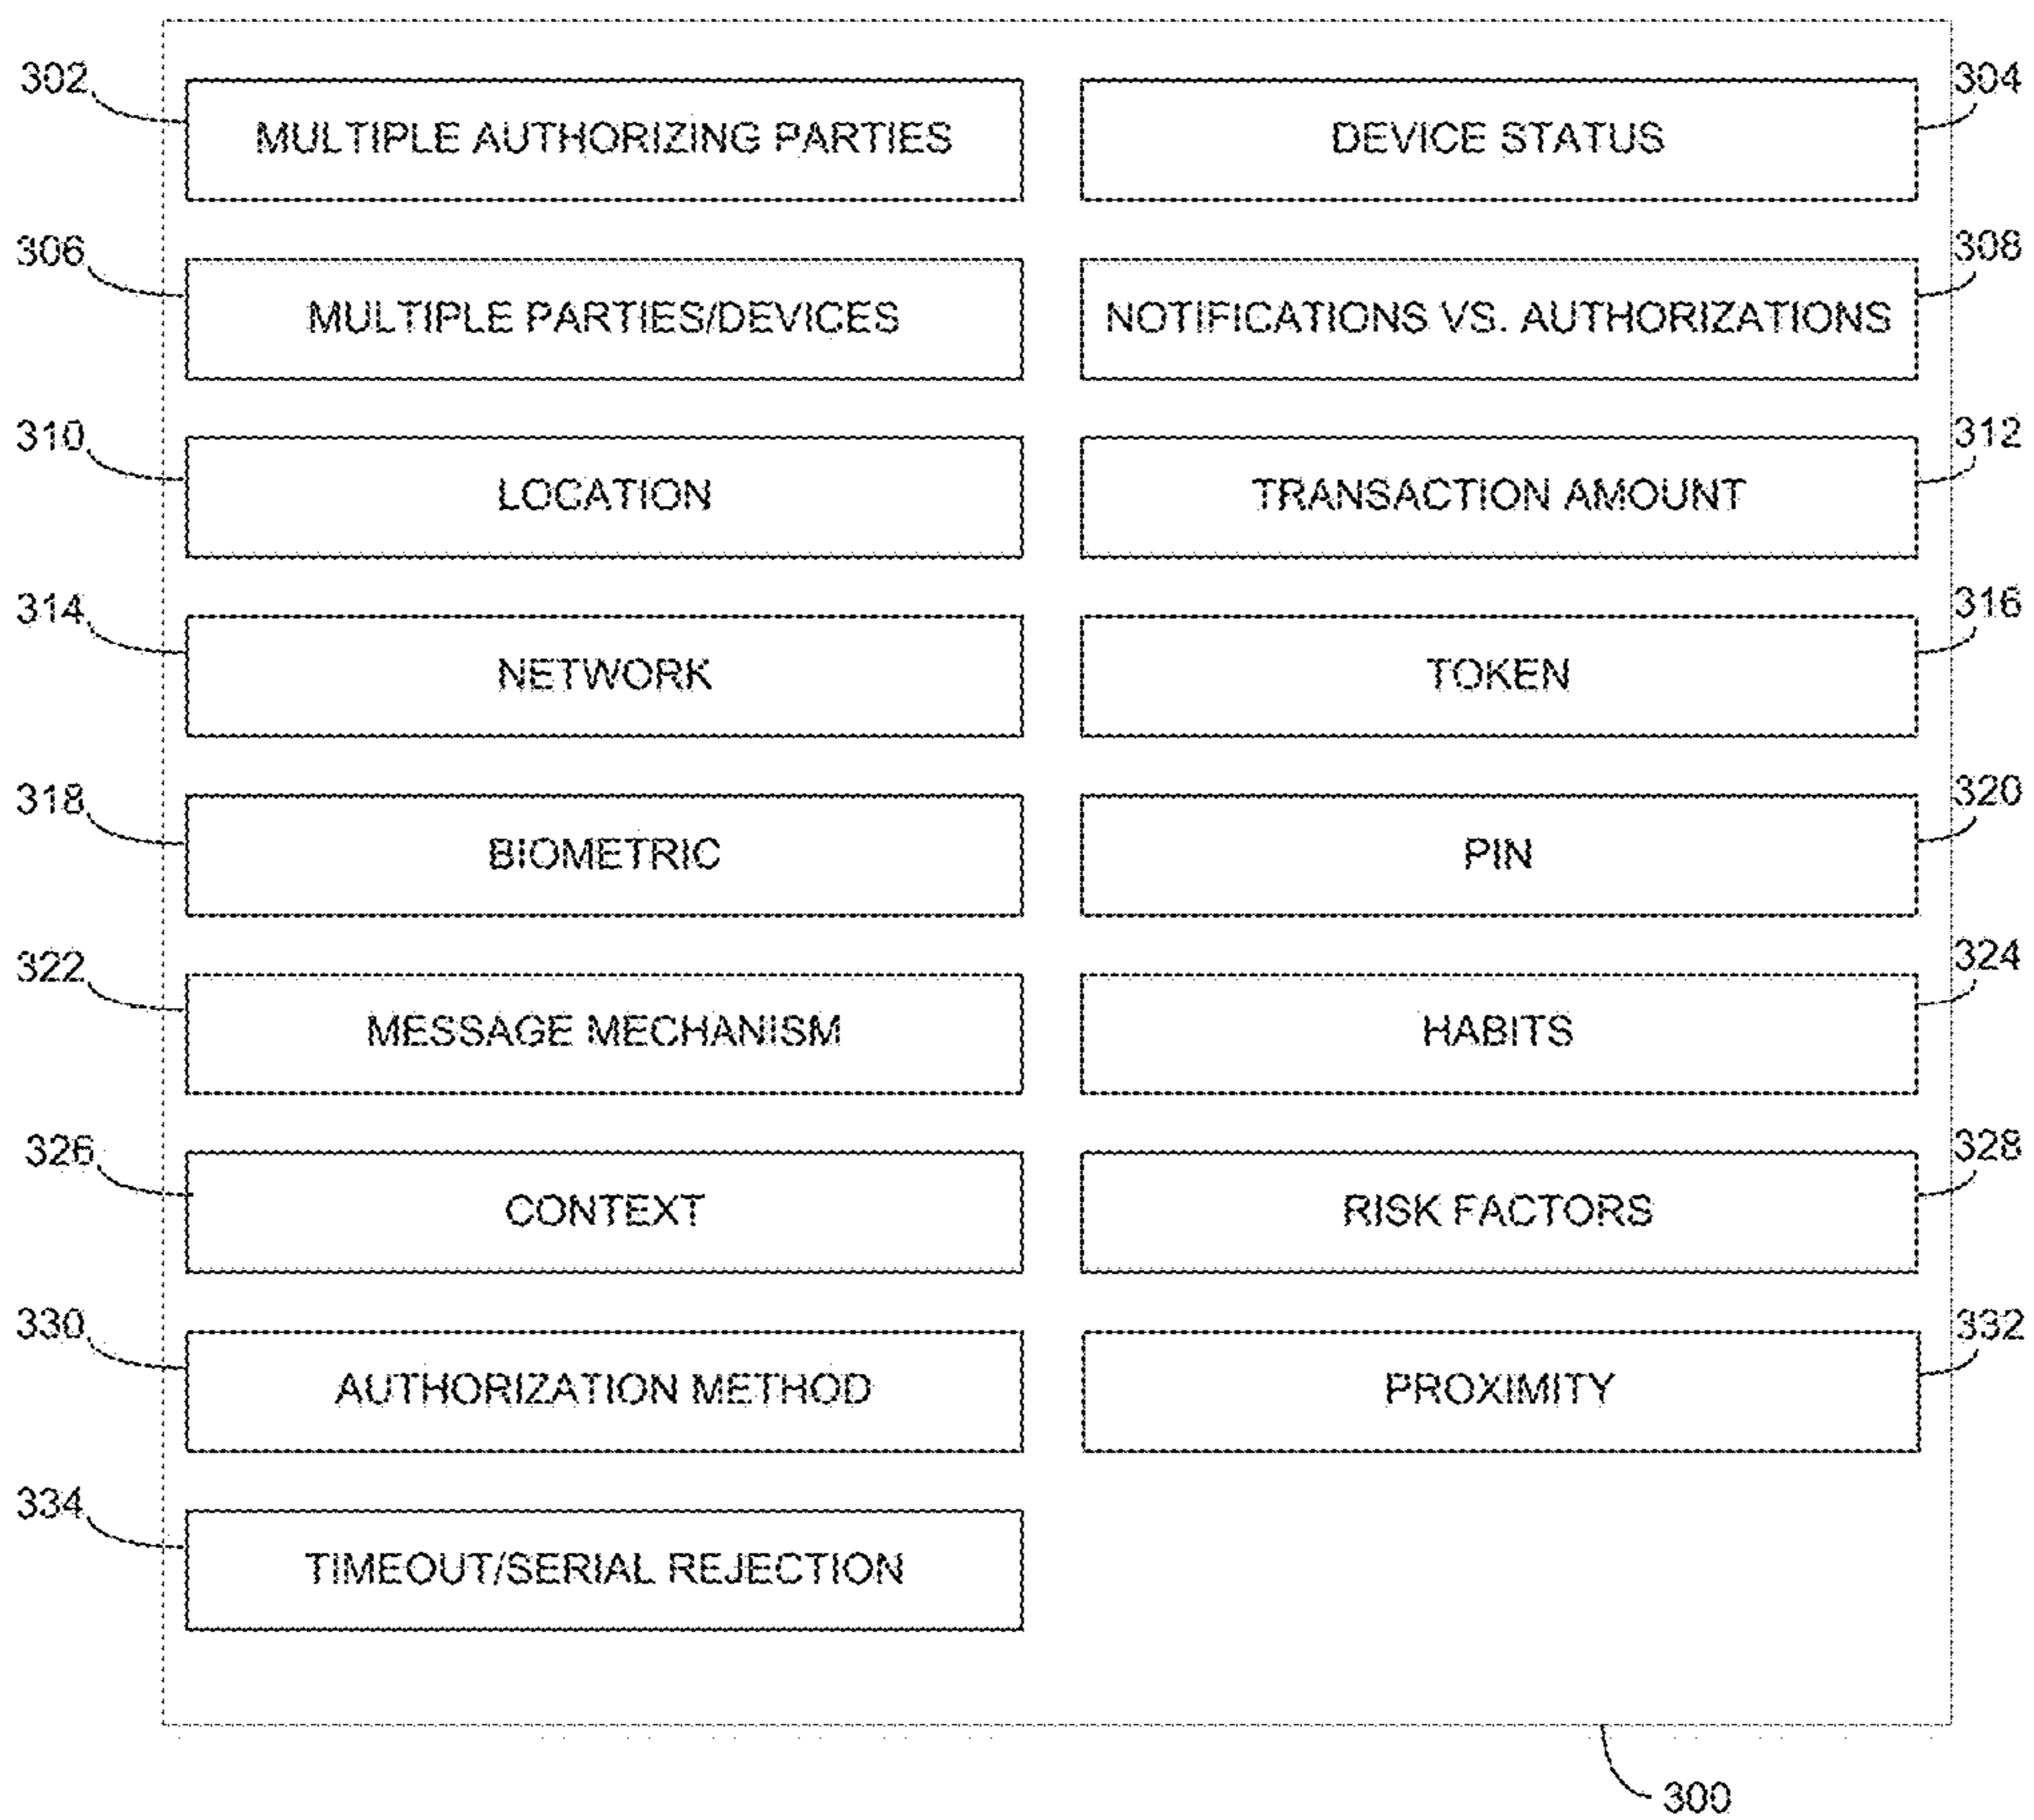 302
MULTIPLE AUTHORIZING PARTIES
DEVICE STATUS
304
306
MULTIPLE PARTIES/DEVICES
NOTIFICATIONS VS. AUTHORIZATIONS
308
310
LOCATION
TRANSACTION AMOUNT
312
314
NETWORK
TOKEN
316
318
BIOMETRIC
PIN
320
322
MESSAGE MECHANISM
HABITS
324
326
CONTEXT
RISK FACTORS
328
330
AUTHORIZATION METHOD
PROXIMITY
332
334
TIMEOUT/SERIAL REJECTION
300